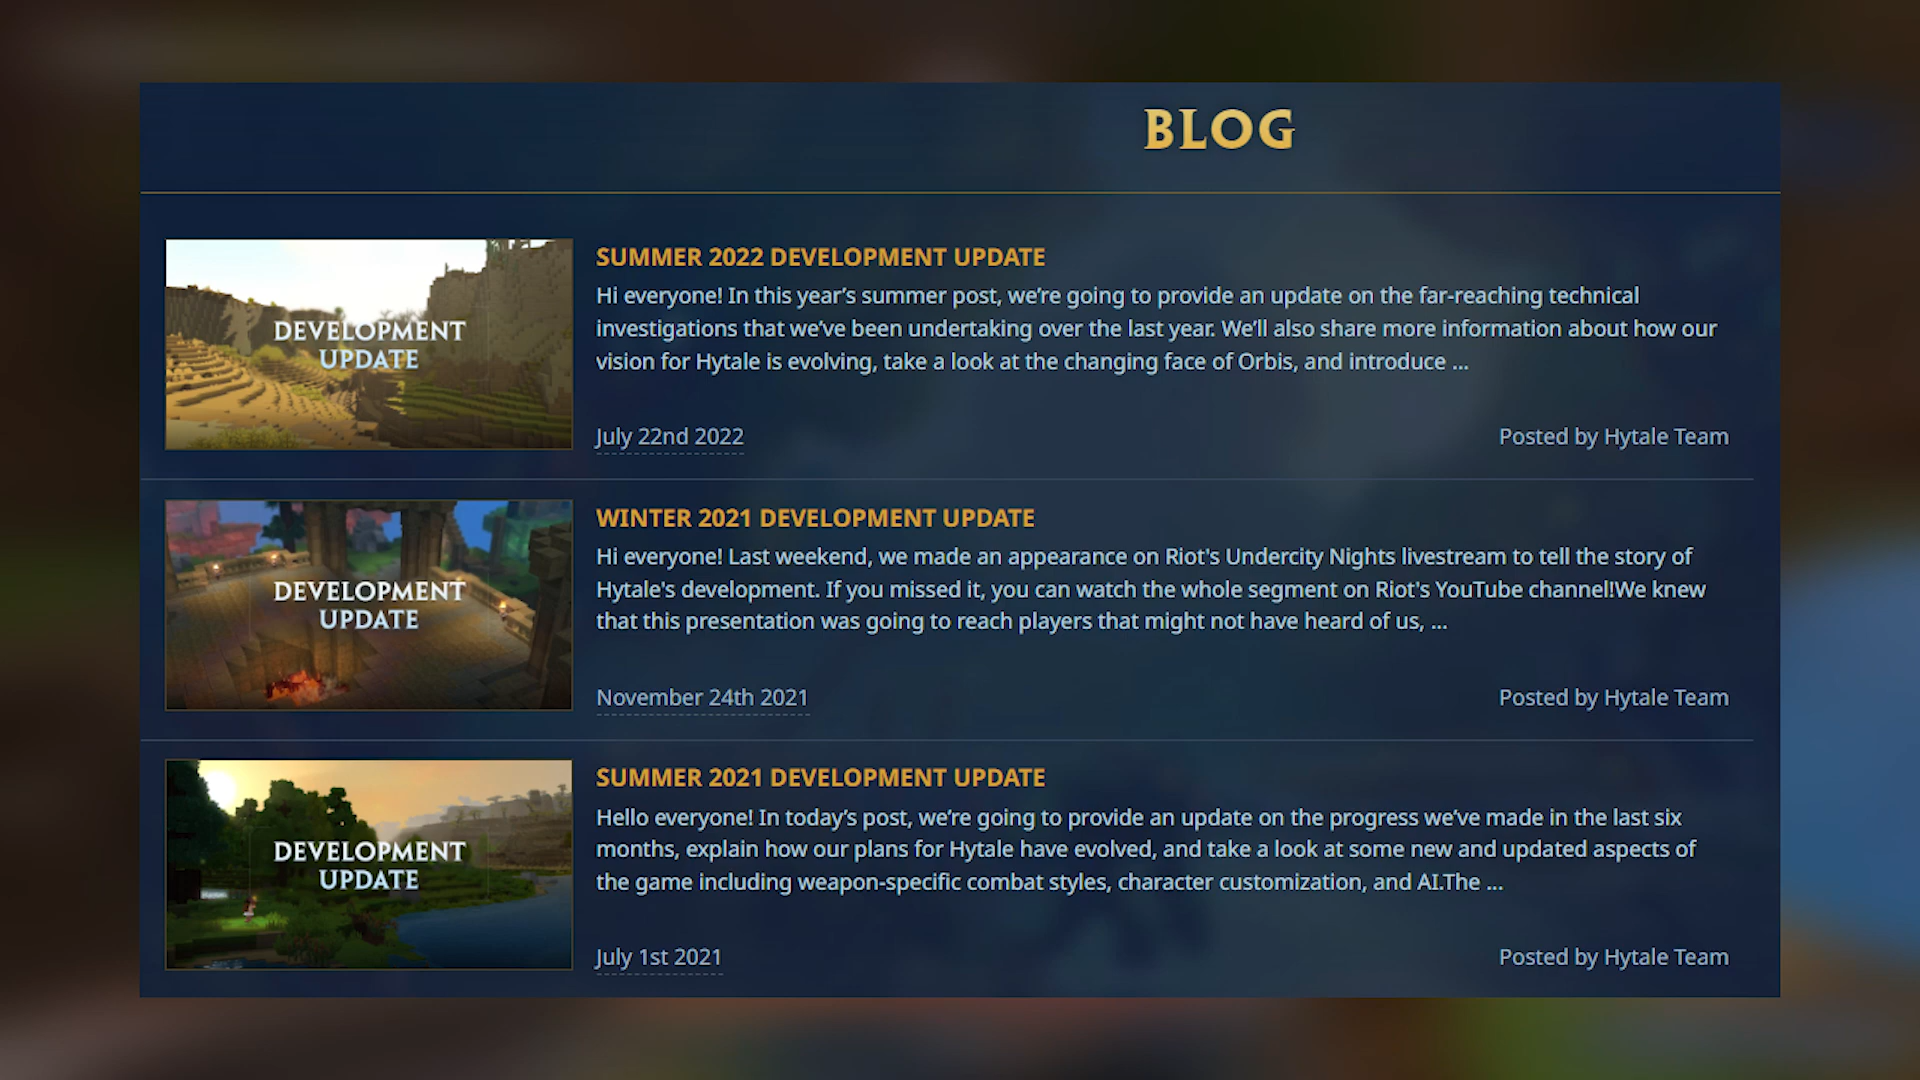 BLOG
DEVELOPMENT
UPDATE
SUMMER 2022 DEVELOPMENT UPDATE
Hi everyone! In this year’s summer post, we’re going to provide an update on the far-reaching technical
investigations that we’ve been undertaking over the last year. We’ll also share more information about how our
vision for Hytale is evolving, take a look at the changing face of Orbis, and introduce ...
July 22nd 2022
Posted by Hytale Team
DEVELOPMENT
UPDATE
WINTER 2021 DEVELOPMENT UPDATE
Hi everyone! Last weekend, we made an appearance on Riot's Undercity Nights livestream to tell the story of
Hytale's development. If you missed it, you can watch the whole segment on Riot's YouTube channel!We knew
that this presentation was going to reach players that might not have heard of us, ...
November 24th 2021
Posted by Hytale Team
DEVELOPMENT
UPDATE
SUMMER 2021 DEVELOPMENT UPDATE
Hello everyone! In today’s post, we’re going to provide an update on the progress we’ve made in the last six
months, explain how our plans for Hytale have evolved, and take a look at some new and updated aspects of
the game including weapon-specific combat styles, character customization, and AI.The ...
July 1st 2021
Posted by Hytale Team